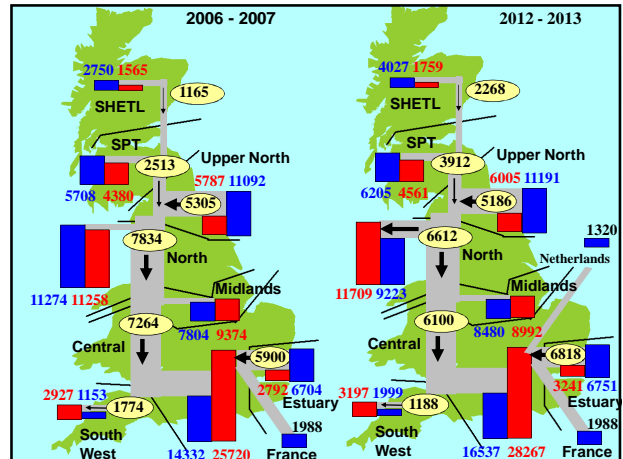 2006 - 2007
2750 1565
SHETL
1165
SPT
2513
Upper North
5708 4380
5787 11092
5305
7834
North
11274 11258
Midlands
7264
7804 9374
Central
5900
2927 1153
2792 6704
Estuary
1774
South
West
14332 25720
1988
France
2012 - 2013
4027 1759
SHETL
2268
SPT
3912
Upper North
6205 4561
6005 11191
5186
6612
North
1320
Netherlands
11709 9223
Midlands
6100
8480 8992
Central
6818
3197 1999
3241 6751
Estuary
1188
South
West
16537 28267
1988
France